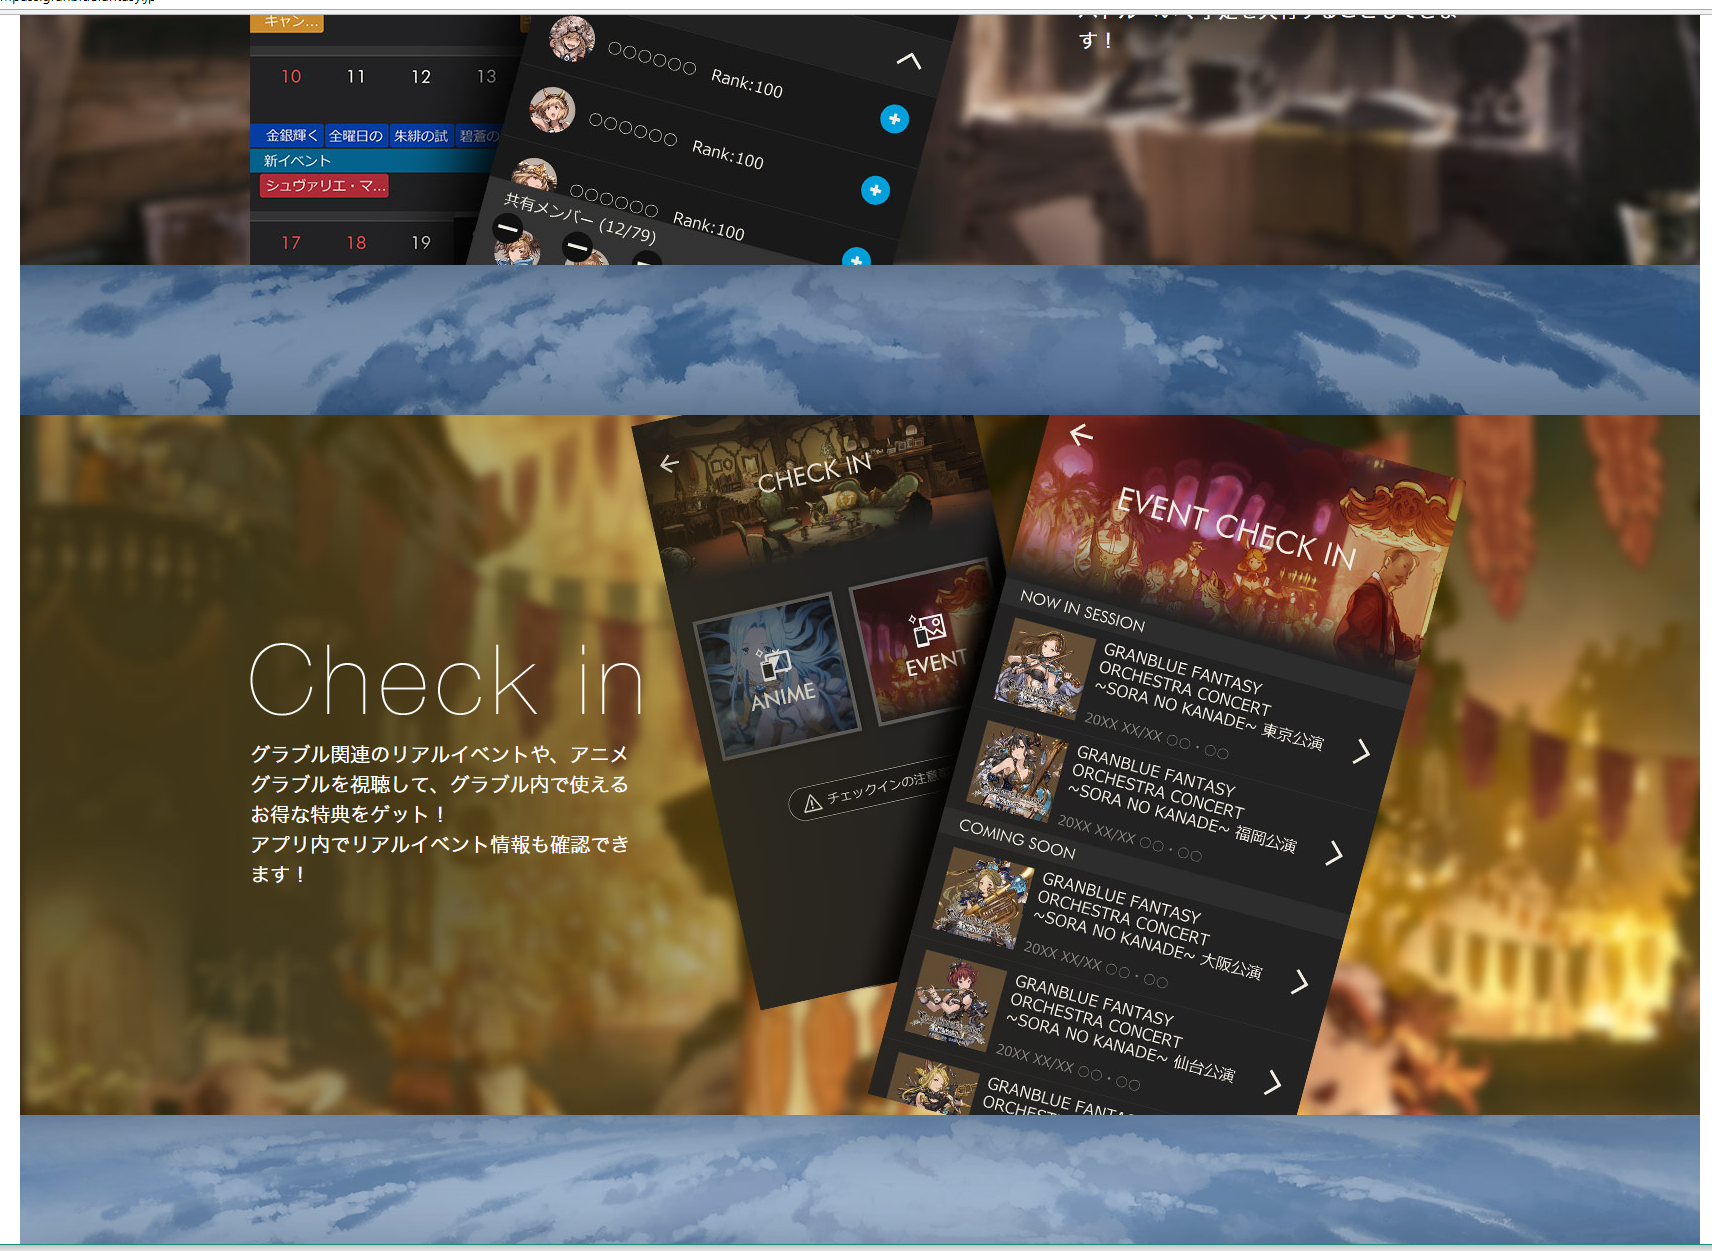 キャン...
す！
10 11 12 13
金銀輝く 全曜日の 朱緋の試 碧蒼の
新イベント
シュヴァリエ・マ...
17 18 19
○○○○○○ Rank:100
○○○○○○ Rank:100
○○○○○○ Rank:100
共有メンバー (12/79)
CHECK IN
ANIME
EVENT
チェックインの注意
EVENT CHECK IN
NOW IN SESSION
GRANBLUE FANTASY
ORCHESTRA CONCERT
~SORA NO KANADE~ 東京公演
20XX XX/XX ○○・○○
GRANBLUE FANTASY
ORCHESTRA CONCERT
~SORA NO KANADE~ 福岡公演
20XX XX/XX ○○・○○
COMING SOON
GRANBLUE FANTASY
ORCHESTRA CONCERT
~SORA NO KANADE~ 大阪公演
20XX XX/XX ○○・○○
GRANBLUE FANTASY
ORCHESTRA CONCERT
~SORA NO KANADE~ 仙台公演
20XX XX/XX ○○・○○
GRANBLUE
Check in
グラブル関連のリアルイベントや、アニメ
グラブルを視聴して、グラブル内で使える
お得な特典をゲット！
アプリ内でリアルイベント情報も確認でき
ます！